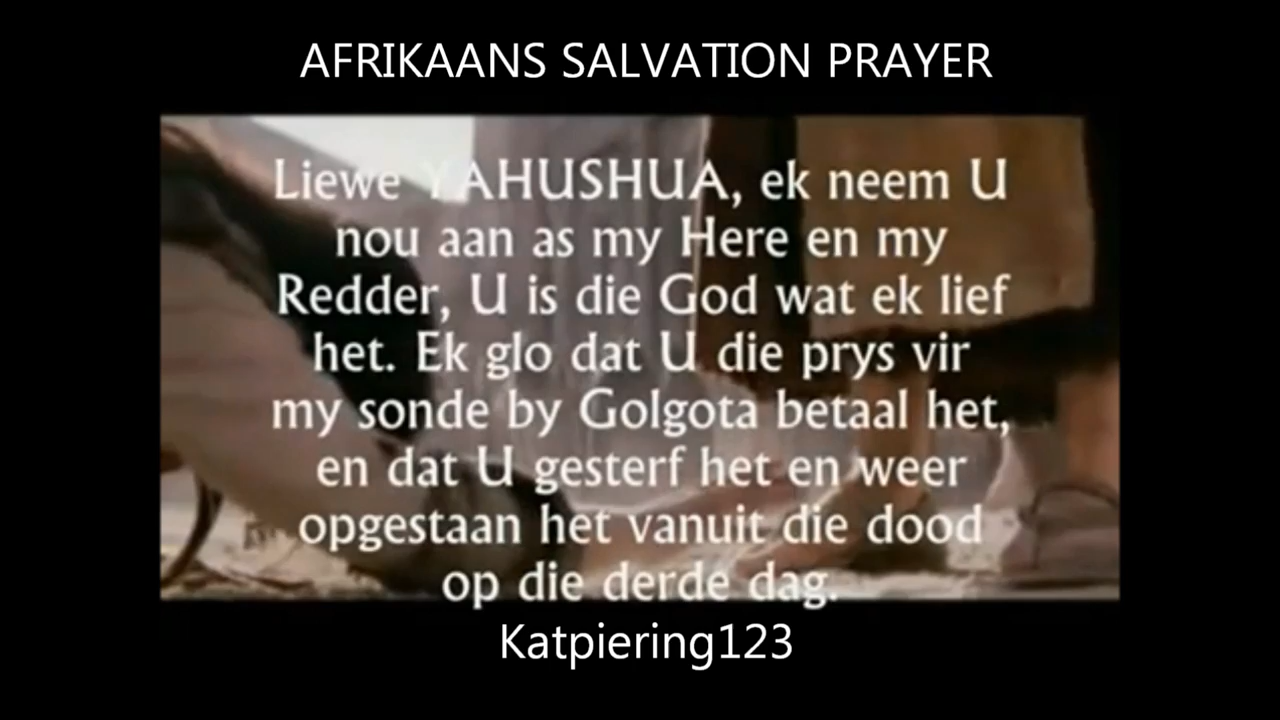 AFRIKAANS SALVATION PRAYER
Liewe YAHUSHUA, ek neem U
nou aan as my Here en my
Redder, U is die God wat ek lief
het. Ek glo dat U die prys vir
my sonde by Golgota betaal het,
en dat U gesterf het en weer
opgestaan het vanuit die dood
op die derde dag.
Katpiering123